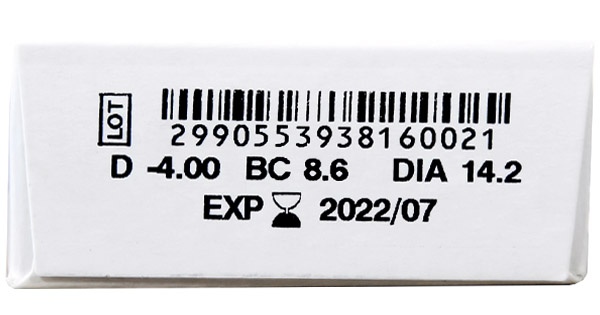 LOT
2990553938160021
D -4.00 BC 8.6 DIA 14.2
EXP 2022/07